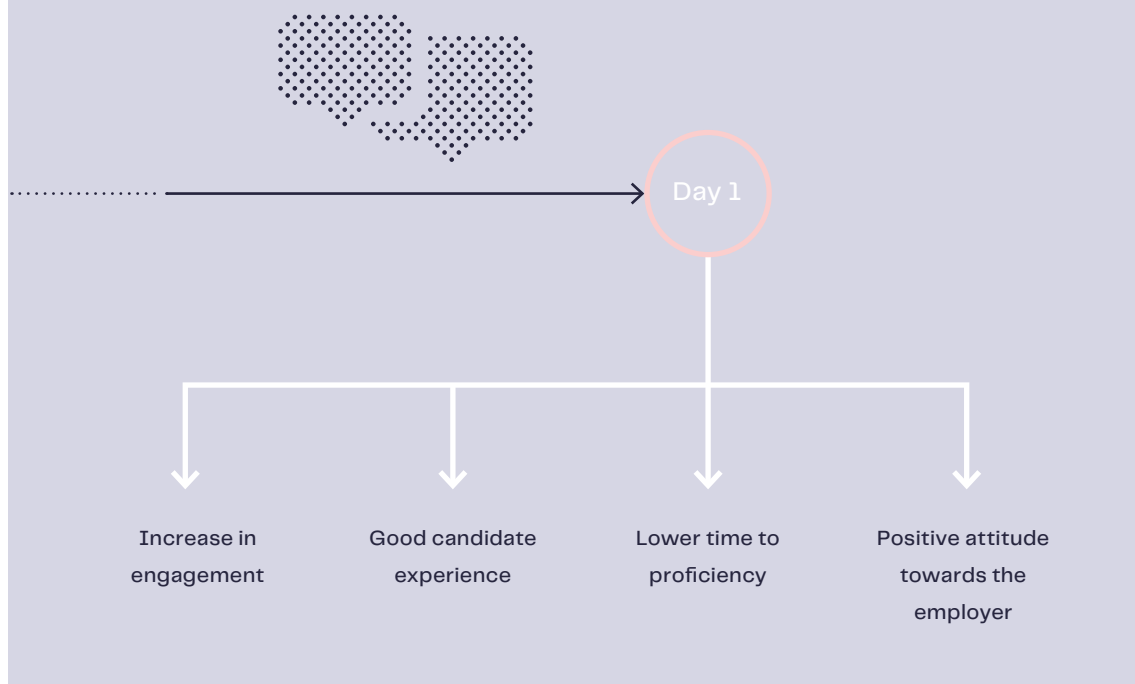 Day 1
Increase in
engagement
Good candidate
experience
Lower time to
proficiency
Positive attitude
towards the
employer